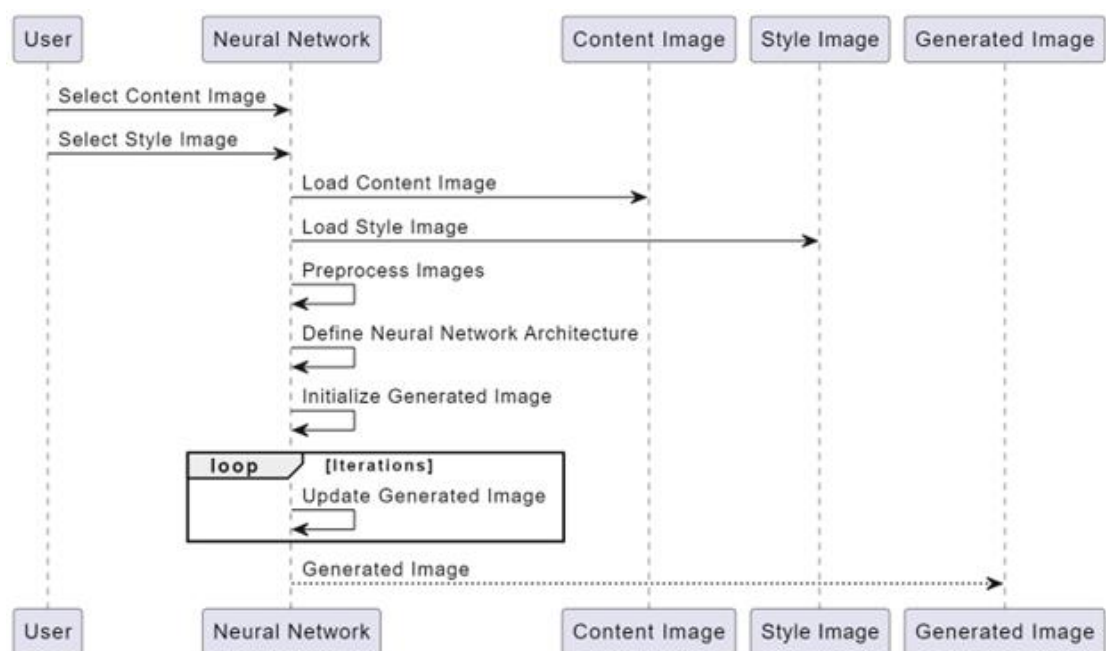 User Neural Network Content Image Style Image Generated Image
Select Content Image
Select Style Image
Load Content Image
Load Style Image
Preprocess Images
Define Neural Network Architecture
Initialize Generated Image
loop [Iterations]
Update Generated Image
Generated Image
User Neural Network Content Image Style Image Generated Image